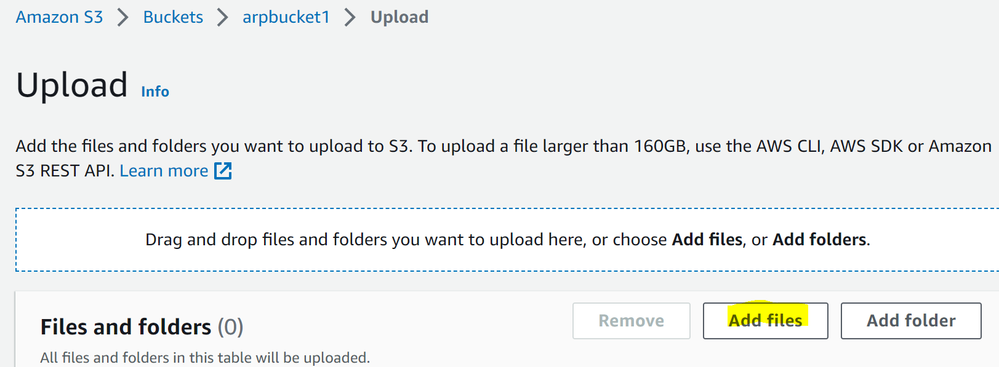 Amazon S3 > Buckets > arpbucket1 > Upload
Upload Info
Add the files and folders you want to upload to S3. To upload a file larger than 160GB, use the AWS CLI, AWS SDK or Amazon
S3 REST API. Learn more
Drag and drop files and folders you want to upload here, or choose Add files, or Add folders.
Files and folders (0) Remove Add files Add folder
All files and folders in this table will be uploaded.